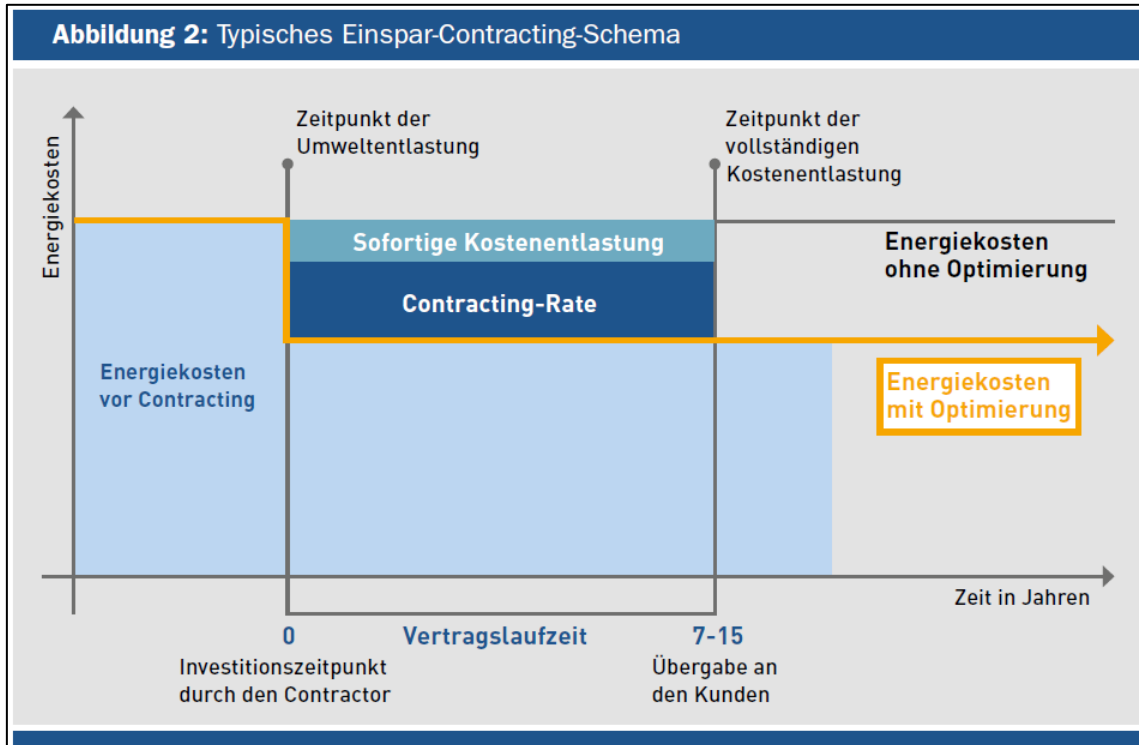 Abbildung 2: Typisches Einspar-Contracting-Schema
Energiekosten
Zeitpunkt der
Umweltentlastung
Zeitpunkt der
vollständigen
Kostenentlastung
Sofortige Kostenentlastung
Contracting-Rate
Energiekosten
ohne Optimierung
Energiekosten
vor Contracting
Energiekosten
mit Optimierung
Zeit in Jahren
0
Vertragslaufzeit
7-15
Investitionszeitpunkt
durch den Contractor
Übergabe an
den Kunden